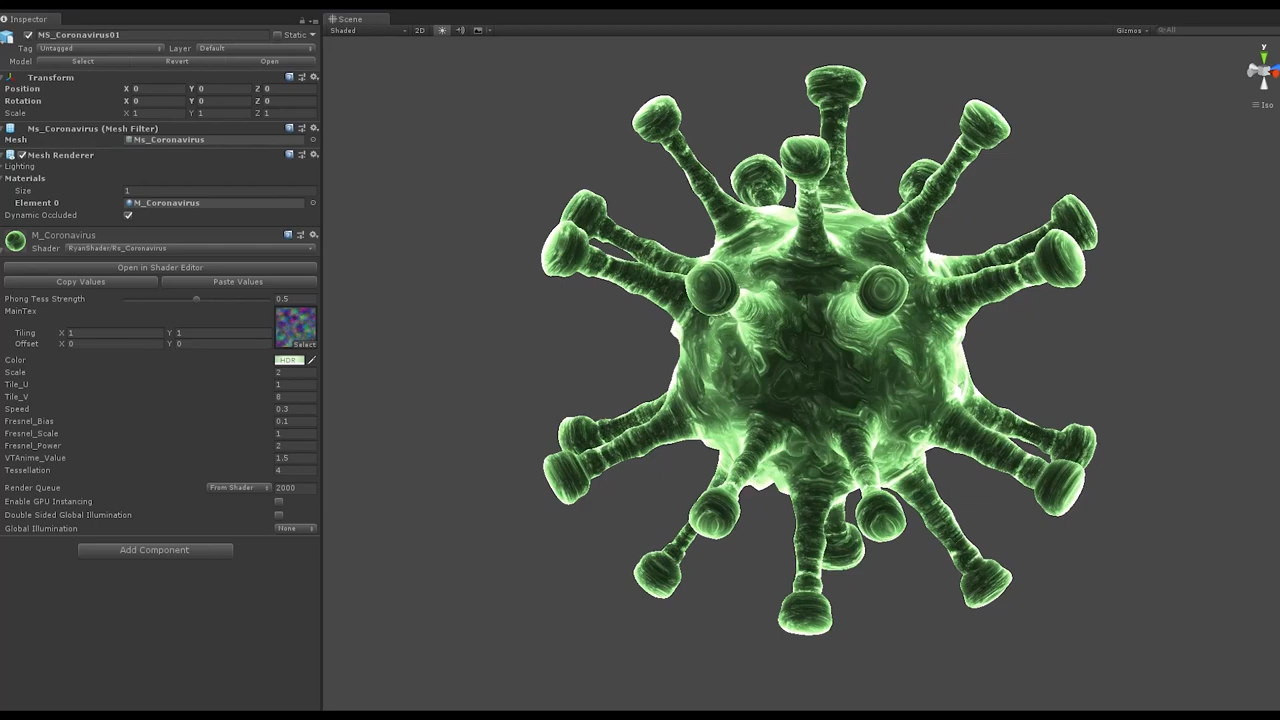 Inspector
Scene
MS_Coronavirus01 Static
Shaded 2D Gizmos All
Tag Untagged Layer Default
Model Select Revert Open
y
Iso
Transform
Position X 0 Y 0 Z 0
Rotation X 0 Y 0 Z 0
Scale X 1 Y 1 Z 1
Ms_Coronavirus (Mesh Filter)
Mesh Ms_Coronavirus
Mesh Renderer
Lighting
Materials
Size 1
Element 0 M_Coronavirus
Dynamic Occluded
M_Coronavirus
Shader RyanShader/Rs_Coronavirus
Open in Shader Editor
Copy Values Paste Values
Phong Tess Strength 0.5
MainTex
Tiling X 1 Y 1
Offset X 0 Y 0 Select
Color HDR
Scale 2
Tile_U 1
Tile_V 8
Speed 0.3
Fresnel_Bias 0.1
Fresnel_Scale 1
Fresnel_Power 2
VTAnime_Value 1.5
Tessellation 4
Render Queue From Shader 2000
Enable GPU Instancing
Double Sided Global Illumination
Global Illumination None
Add Component